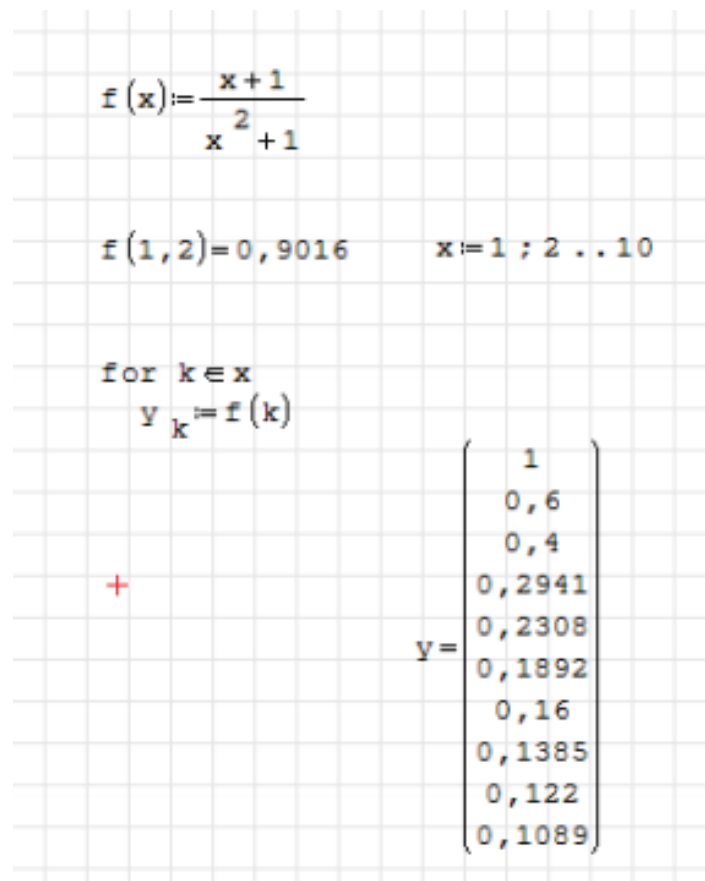 f(x):=x+1
x^2+1
f(1,2)=0,9016 x:=1;2..10
for k∈x
y_k:=f(k)
1
0,6
0,4
0,2941
0,2308
y=
0,1892
0,16
0,1385
0,122
0,1089